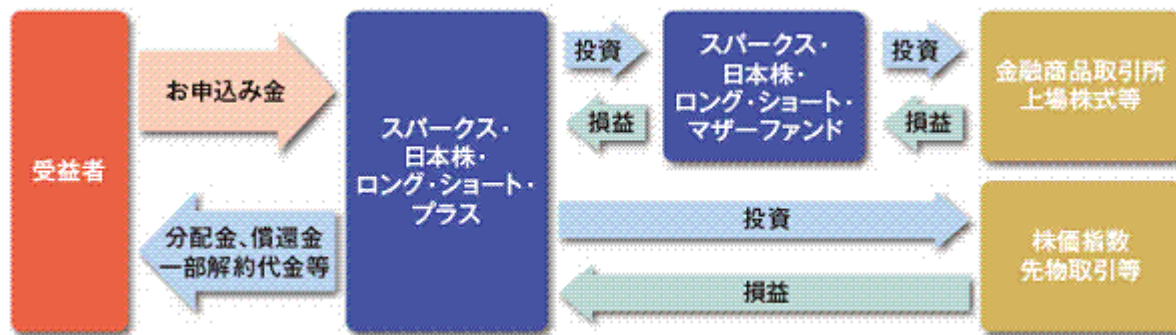 受益者
お申込み金
分配金、償還金
一部解約代金等
スパークス・
日本株・
ロング・ショート・
プラス
投資
損益
スパークス・
日本株・
ロング・ショート・
マザーファンド
投資
損益
金融商品取引所
上場株式等
投資
損益
株価指数
先物取引等